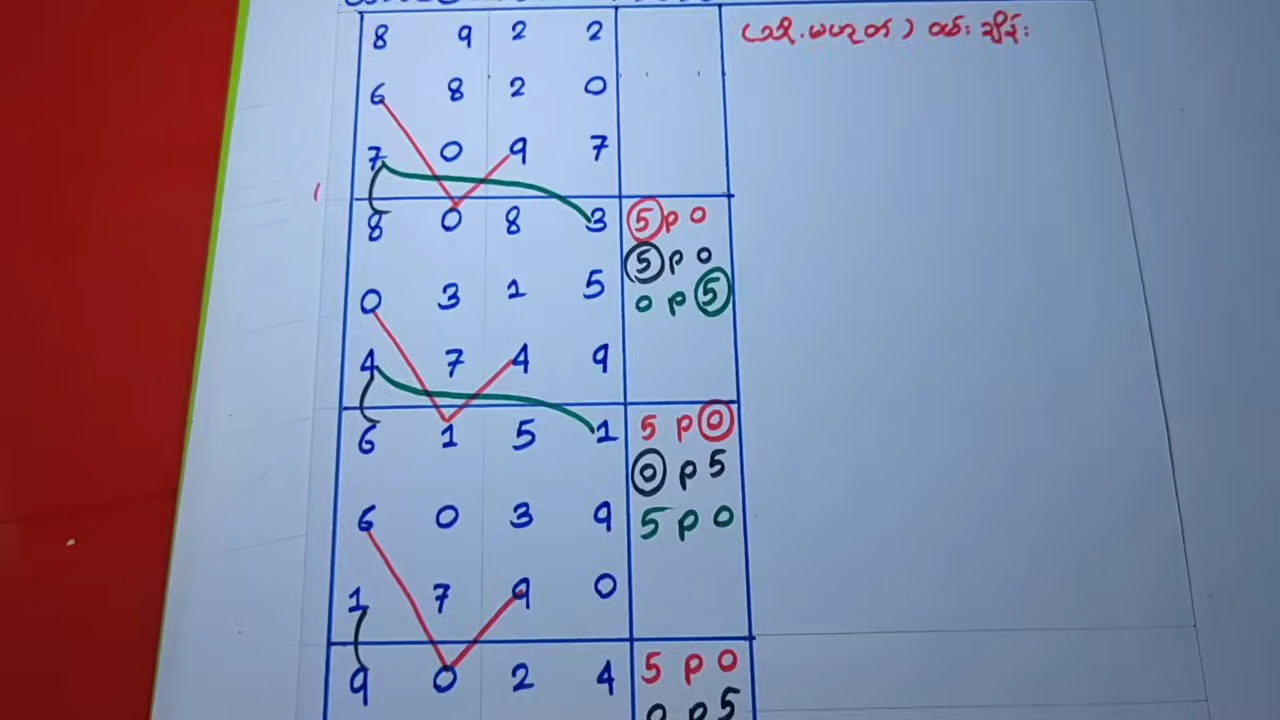 8 9 2 2
6 8 2 0
7 0 9 7
8 0 8 3 5 p 0
5 p 0
0 3 1 5 0 p 5
4 7 4 9
6 1 5 1 5 p 0
0 p 5
6 0 3 9 5 p 0
1 7 9 0
9 0 2 4 5 p 0
0 p 5